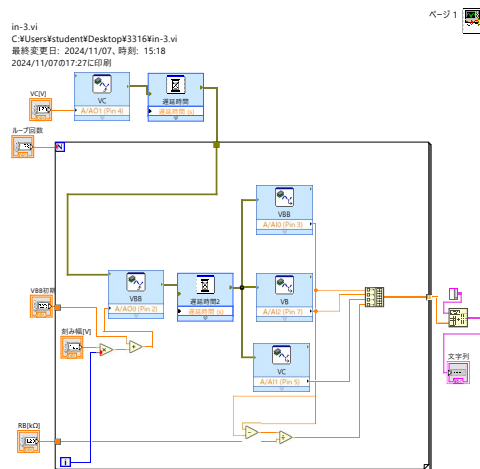 ページ 1
in-3.vi
C:¥Users¥student¥Desktop¥3316¥in-3.vi
最終変更日: 2024/11/07、時刻: 15:18
2024/11/07の17:27に印刷
VC[V]
VC
A/AO1 (Pin 4)
遅延時間
遅延時間 (s)
ループ回数
N
VBB
A/AI0 (Pin 3)
VBB
A/AO0 (Pin 2)
遅延時間2
遅延時間 (s)
VB
A/AI2 (Pin 7)
VBB初期
刻み幅[V]
VC
A/AI1 (Pin 5)
文字列
RB[kΩ]
i